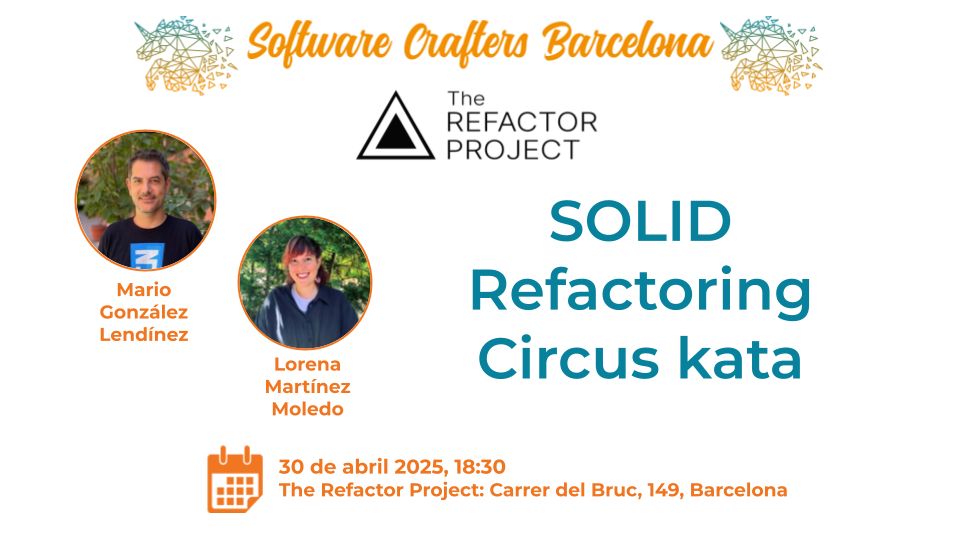 Software Crafters Barcelona
The
REFACTOR
PROJECT
Mario
González
Lendínez
Lorena
Martínez
Moledo
SOLID
Refactoring
Circus kata
30 de abril 2025, 18:30
The Refactor Project: Carrer del Bruc, 149, Barcelona